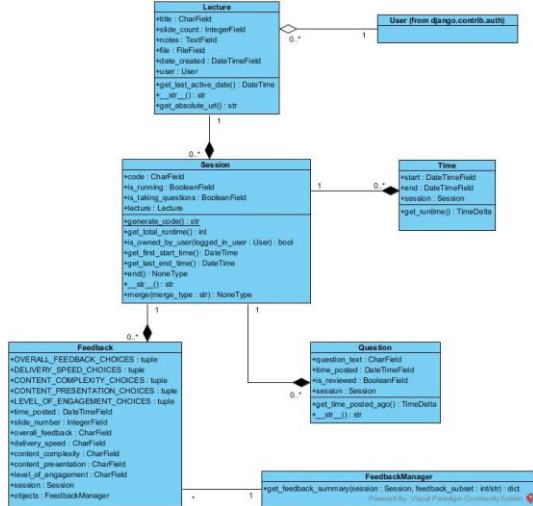 Lecture
+title : CharField
+slide_count : IntegerField
+notes : TextField
+file : FileField
+date_created : DateTimeField
+user : User
+get_last_active_date() : DateTime
+__str__() : str
+get_absolute_url() : str
User (from django.contrib.auth)
0..*
1
1
0..*
Session
+code : CharField
+is_running : BooleanField
+is_taking_questions : BooleanField
+lecture : Lecture
+generate_code() : str
+get_total_runtime() : int
+is_owned_by_user(logged_in_user : User) : bool
+get_first_start_time() : DateTime
+get_last_end_time() : DateTime
+end() : NoneType
+__str__() : str
+merge(merge_type : str) : NoneType
1
0..*
Time
+start : DateTimeField
+end : DateTimeField
+session : Session
+get_runtime() : TimeDelta
1
1
0..*
Feedback
+OVERALL_FEEDBACK_CHOICES : tuple
+DELIVERY_SPEED_CHOICES : tuple
+CONTENT_COMPLEXITY_CHOICES : tuple
+CONTENT_PRESENTATION_CHOICES : tuple
+LEVEL_OF_ENGAGEMENT_CHOICES : tuple
+time_posted : DateTimeField
+slide_number : IntegerField
+overall_feedback : CharField
+delivery_speed : CharField
+content_complexity : CharField
+content_presentation : CharField
+level_of_engagement : CharField
+session : Session
+objects : FeedbackManager
Question
+question_text : CharField
+time_posted : DateTimeField
+is_reviewed : BooleanField
+session : Session
+get_time_posted_ago() : TimeDelta
+__str__() : str
0..*
*
1
FeedbackManager
+get_feedback_summary(session : Session, feedback_subset : int/str) : dict
Powered By Visual Paradigm Community Edition